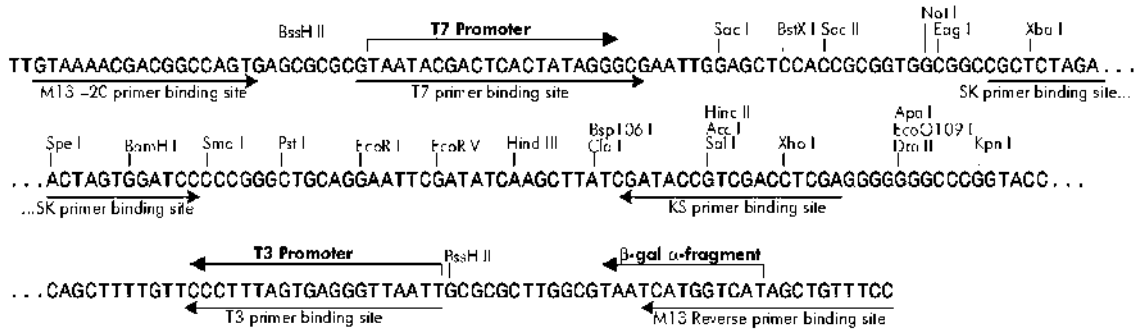 Not I
BssH II T7 Promoter Sac I BstX I Sac II Eag I Xba I
TTGTAAAACGACGGCCAGTGAGCGCGCGTAATACGACTCACTATAGGGCGAATTGGAGCTCCACCGCGGTGGCGGCCGCTCTAGA...
M13 –20 primer binding site T7 primer binding site SK primer binding site...
Hinc II Apa I
Bsp106 I Acc I EcoO109 I
Spe I BamH I Sma I Pst I EcoR I EcoR V Hind III Cla I Sal I Xho I Dra II Kpn I
...ACTAGTGGATCCCCCGGGCTGCAGGAATTCGATATCAAGCTTATCGATACCGTCGACCTCGAGGGGGGGCCCGGTACC...
...SK primer binding site KS primer binding site
T3 Promoter BssH II β-gal α-fragment
...CAGCTTTTGTTCCCTTTAGTGAGGGTTAATTGCGCGCTTGGCGTAATCATGGTCATAGCTGTTTCC
T3 primer binding site M13 Reverse primer binding site